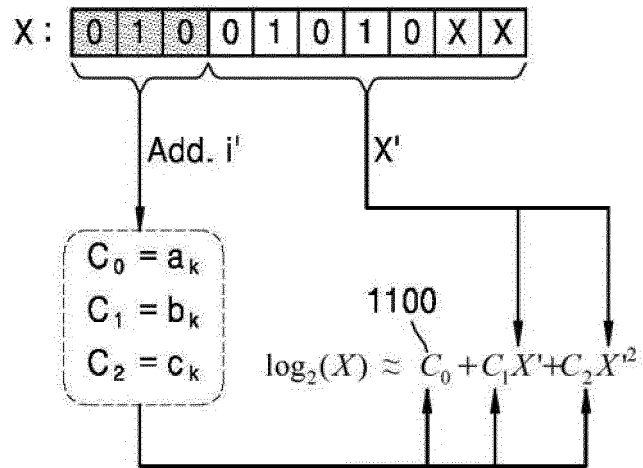 X : 0 1 0 0 1 0 1 0 X X
Add. i' X'
C₀ = aₖ
C₁ = bₖ
C₂ = cₖ
1100
log₂(X) ≈ C₀ + C₁X' + C₂X'²